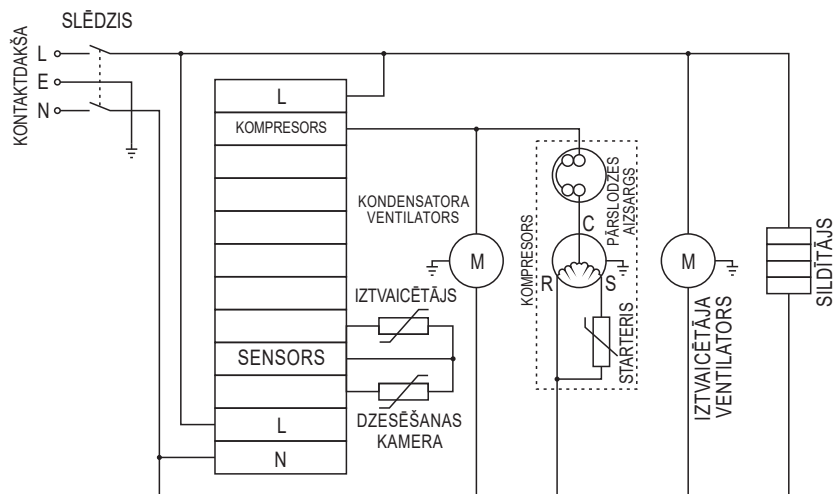 SLĒDZIS
KONTAKTDAKŠA
L
E
N
L
KOMPRESORS
KONDENSATORA
VENTILATORS
M
IZTVAICĒTĀJS
SENSORS
DZESĒŠANAS
KAMERA
L
N
KOMPRESORS
PĀRSLODZES
AIZSARGS
C
R
S
STARTERIS
M
IZTVAICĒTĀJA
VENTILATORS
SILDĪTĀJS